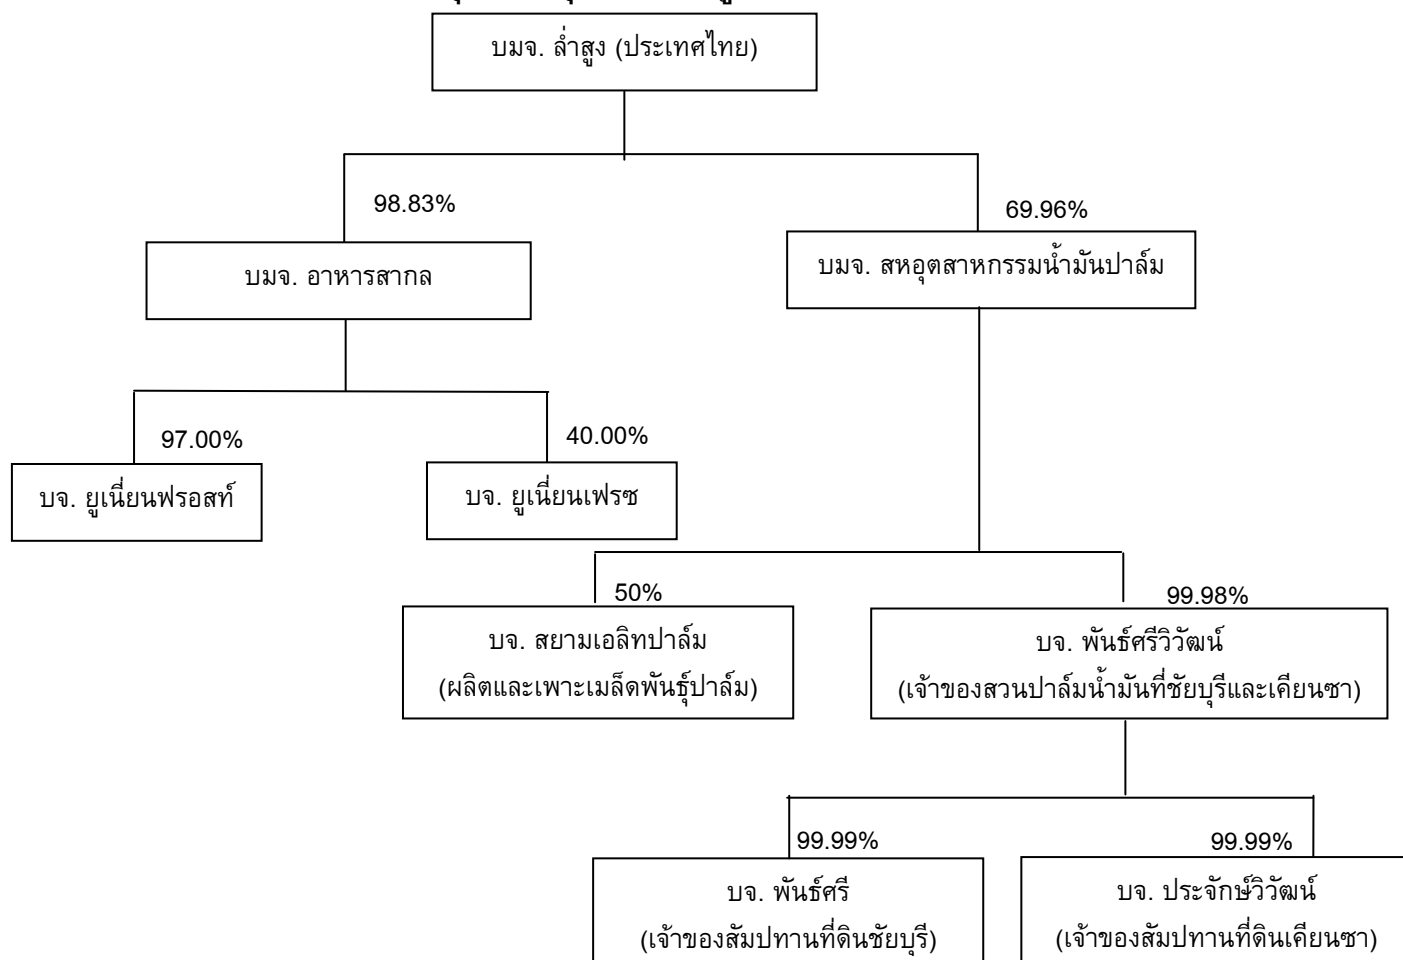 บมจ. ล่ำสูง (ประเทศไทย)
98.83%
69.96%
บมจ. อาหารสากล
บมจ. สหอุตสาหกรรมน้ำมันปาล์ม
97.00%
40.00%
บจ. ยูเนี่ยนฟรอสท์
บจ. ยูเนี่ยนเฟรซ
50%
99.98%
บจ. สยามเอลิทปาล์ม
(ผลิตและเพาะเมล็ดพันธุ์ปาล์ม)
บจ. พันธ์ศรีวิวัฒน์
(เจ้าของสวนปาล์มน้ำมันที่ชัยบุรีและเคียนซา)
99.99%
99.99%
บจ. พันธ์ศรี
(เจ้าของสัมปทานที่ดินชัยบุรี)
บจ. ประจักษ์วิวัฒน์
(เจ้าของสัมปทานที่ดินเคียนซา)